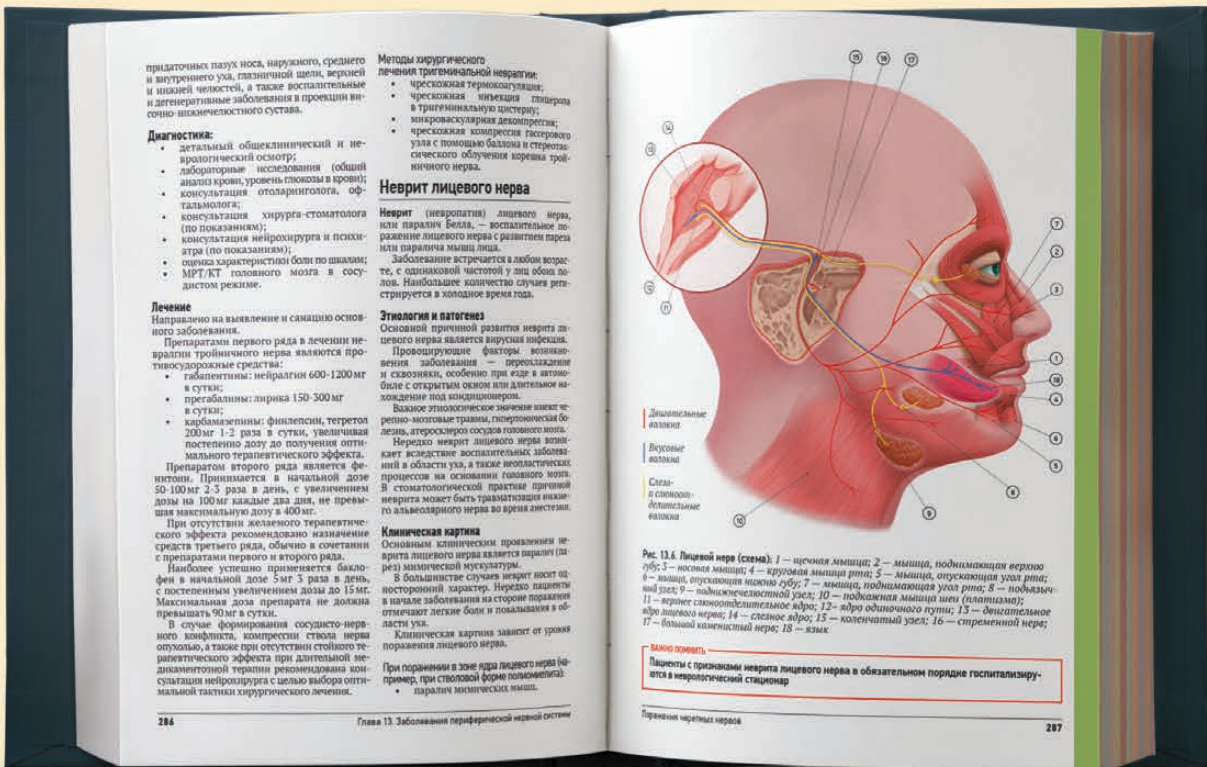 придаточных пазух носа, наружного, среднего
и внутреннего уха, глазничной щели, верхней
и нижней челюстей, а также воспалительные
и дегенеративные заболевания в проекции ви-
сочно-нижнечелюстного сустава.
Диагностика:
• детальный общеклинический и не-
врологический осмотр;
• лабораторные исследования (общий
анализ крови, уровень глюкозы в крови);
• консультация отоларинголога, оф-
тальмолога;
• консультация хирурга-стоматолога
(по показаниям);
• консультация нейрохирурга и психи-
атра (по показаниям);
• оценка характеристики боли по шкалам;
• МРТ/КТ головного мозга в сосу-
дистом режиме.
Лечение
Направлено на выявление и санацию основ-
ного заболевания.
Препаратами первого ряда в лечении не-
вралгии тройничного нерва являются про-
тивосудорожные средства:
• габапентины: нейралгин 600-1200 мг
в сутки;
• прегабалины: лирика 150-300 мг
в сутки;
• карбамазепины: финлепсин, тегретол
200 мг 1-2 раза в сутки, увеличивая
постепенно дозу до получения опти-
мального терапевтического эффекта.
Препаратом второго ряда является фе-
нитоин. Принимается в начальной дозе
50-100 мг 2-3 раза в день, с увеличением
дозы на 100 мг каждые два дня, не превы-
шая максимальную дозу в 400 мг.
При отсутствии желаемого терапевтиче-
ского эффекта рекомендовано назначение
средств третьего ряда, обычно в сочетании
с препаратами первого и второго ряда.
Наиболее успешно применяется бакло-
фен в начальной дозе 5 мг 3 раза в день,
с постепенным увеличением дозы до 15 мг.
Максимальная доза препарата не должна
превышать 90 мг в сутки.
В случае формирования сосудисто-нерв-
ного конфликта, компрессии ствола нерва
опухолью, а также при отсутствии стойкого те-
рапевтического эффекта при длительной ме-
дикаментозной терапии рекомендована кон-
сультация нейрохирурга с целью выбора опти-
мальной тактики хирургического лечения.
286
Глава 13. Заболевания периферической нервной системы
Методы хирургического
лечения тригеминальной невралгии:
• чрескожная термокоагуляция;
• чрескожная инъекция глицерола
в тригеминальную цистерну;
• микроваскулярная декомпрессия;
• чрескожная компрессия гассерового
узла с помощью баллона и стереотак-
сического облучения корешка трой-
ничного нерва.
Неврит лицевого нерва
Неврит (невропатия) лицевого нерва,
или паралич Белла, — воспалительное по-
ражение лицевого нерва с развитием пареза
или паралича мышц лица.
Заболевание встречается в любом возрас-
те, с одинаковой частотой у лиц обоих по-
лов. Наибольшее количество случаев реги-
стрируется в холодное время года.
Этиология и патогенез
Основной причиной развития неврита ли-
цевого нерва является вирусная инфекция.
Провоцирующие факторы возникно-
вения заболевания — переохлаждение
и сквозняки, особенно при езде в автомо-
биле с открытым окном или длительное на-
хождение под кондиционером.
Важное этиологическое значение имеют че-
репно-мозговые травмы, гипертоническая бо-
лезнь, атеросклероз сосудов головного мозга.
Нередко неврит лицевого нерва возни-
кает вследствие воспалительных заболева-
ний в области уха, а также неопластических
процессов на основании головного мозга.
В стоматологической практике причиной
неврита может быть травматизация нижне-
го альвеолярного нерва во время анестезии.
Клиническая картина
Основным клиническим проявлением не-
врита лицевого нерва является паралич (па-
рез) мимической мускулатуры.
В большинстве случаев неврит носит од-
носторонний характер. Нередко пациенты
в начале заболевания на стороне поражения
отмечают легкие боли и покалывания в об-
ласти уха.
Клиническая картина зависит от уровня
поражения лицевого нерва.
При поражении в зоне ядра лицевого нерва (на-
пример, при стволовой форме полиомиелита):
• паралич мимических мышц.
15 16 17
14
13
12
11
7
2
3
1
18
4
6
5
8
9
10
Двигательные
волокна
Вкусовые
волокна
Слезо-
и слюноот-
делительные
волокна
Рис. 13.6. Лицевой нерв (схема): 1 — щечная мышца; 2 — мышца, поднимающая верхнюю
губу; 3 — носовая мышца; 4 — круговая мышца рта; 5 — мышца, опускающая угол рта;
6 — мышца, опускающая нижнюю губу; 7 — мышца, поднимающая угол рта; 8 — подъязыч-
ный узел; 9 — поднижнечелюстной узел; 10 — подкожная мышца шеи (платизма);
11 — верхнее слюноотделительное ядро; 12 - ядро одиночного пути; 13 — двигательное
ядро лицевого нерва; 14 — слезное ядро; 15 — коленчатый узел; 16 — стременной нерв;
17 — большой каменистый нерв; 18 — язык
ВАЖНО ПОМНИТЬ
Пациенты с признаками неврита лицевого нерва в обязательном порядке госпитализиру-
ются в неврологический стационар
Поражения черепных нервов
287